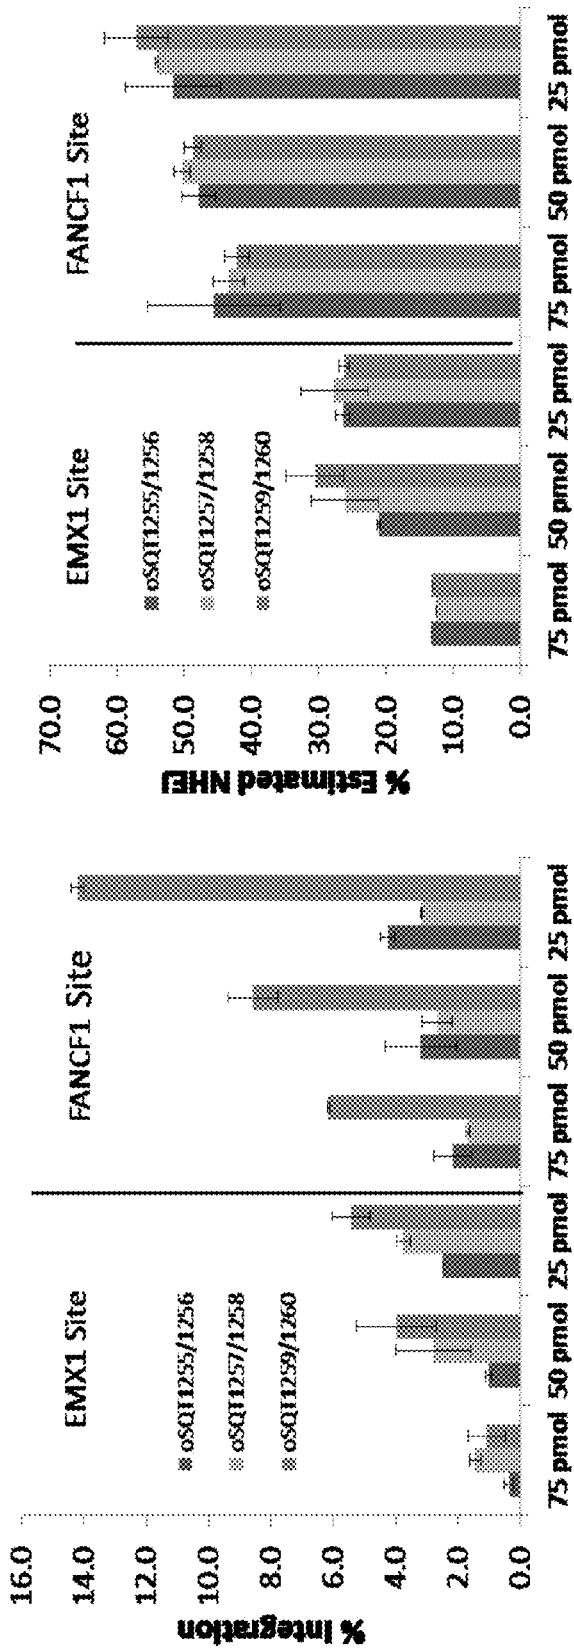 % Integration
16.0
14.0
12.0
10.0
8.0
6.0
4.0
2.0
0.0
EMX1 Site
FANCF1 Site
oSQT1255/1256
oSQT1257/1258
oSQT1259/1260
75 pmol 50 pmol 25 pmol 75 pmol 50 pmol 25 pmol
% Estimated NHEJ
70.0
60.0
50.0
40.0
30.0
20.0
10.0
0.0
EMX1 Site
FANCF1 Site
oSQT1255/1256
oSQT1257/1258
oSQT1259/1260
75 pmol 50 pmol 25 pmol 75 pmol 50 pmol 25 pmol